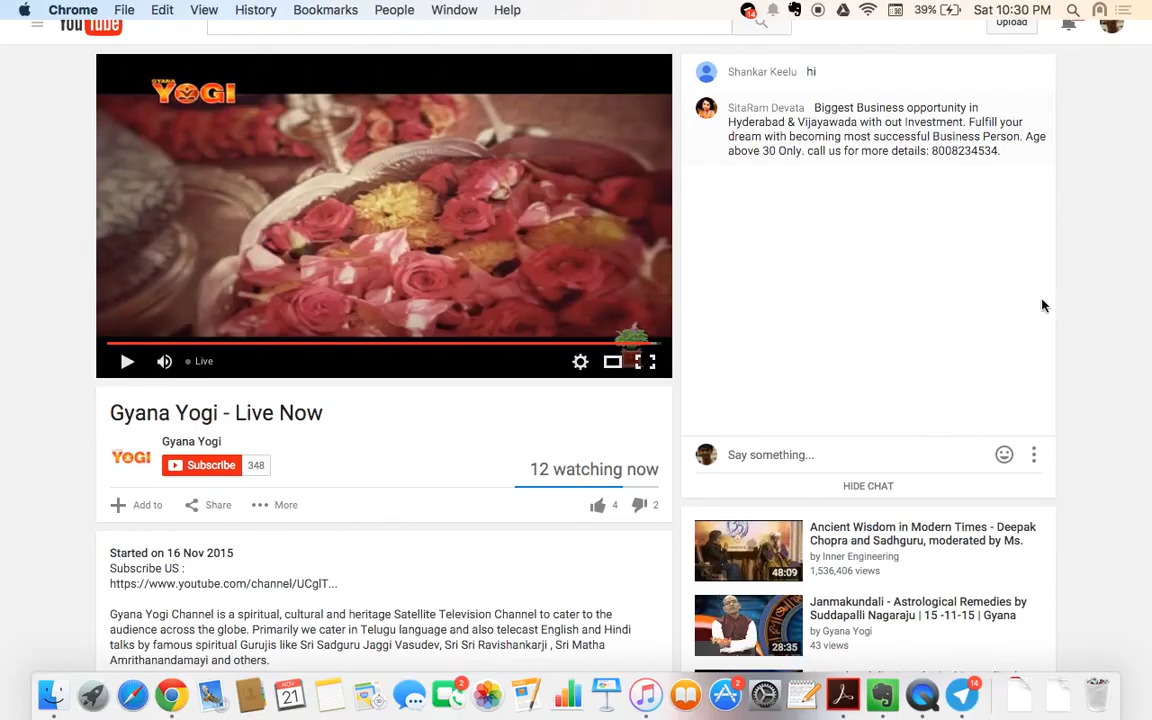 Chrome File Edit View History Bookmarks People Window Help 14 39% Sat 10:30 PM
YouTube Upload
GYANA
YOGI
Live
Shankar Keelu hi
SitaRam Devata Biggest Business opportunity in
Hyderabad & Vijayawada with out Investment. Fulfill your
dream with becoming most successful Business Person. Age
above 30 Only. call us for more details: 8008234534.
Say something...
HIDE CHAT
Gyana Yogi - Live Now
YOGI
Gyana Yogi
Subscribe 348
12 watching now
Add to Share More 4 2
Started on 16 Nov 2015
Subscribe US :
https://www.youtube.com/channel/UCglT...
Gyana Yogi Channel is a spiritual, cultural and heritage Satellite Television Channel to cater to the
audience across the globe. Primarily we cater in Telugu language and also telecast English and Hindi
talks by famous spiritual Gurujis like Sri Sadguru Jaggi Vasudev, Sri Sri Ravishankarji , Sri Matha
Amrithanandamayi and others.
Ancient Wisdom in Modern Times - Deepak
Chopra and Sadhguru, moderated by Ms.
by Inner Engineering
1,536,406 views
48:09
Janmakundali - Astrological Remedies by
Suddapalli Nagaraju | 15 -11-15 | Gyana
by Gyana Yogi
43 views
28:35
NOV
21
2
2
14